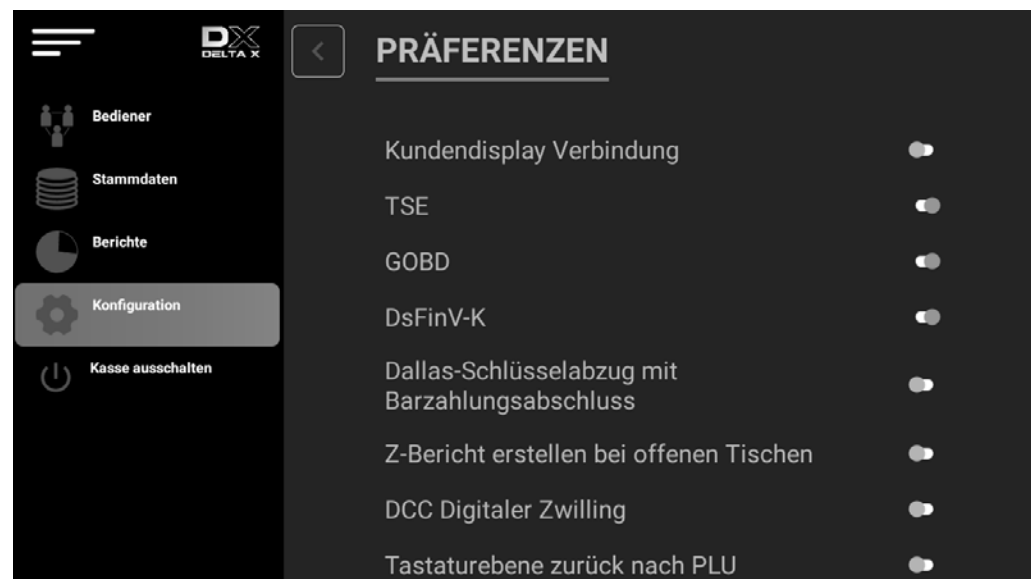 DX
DELTA X
Bediener
Stammdaten
Berichte
Konfiguration
Kasse ausschalten
PRÄFERENZEN
Kundendisplay Verbindung
TSE
GOBD
DsFinV-K
Dallas-Schlüsselabzug mit
Barzahlungsabschluss
Z-Bericht erstellen bei offenen Tischen
DCC Digitaler Zwilling
Tastaturebene zurück nach PLU